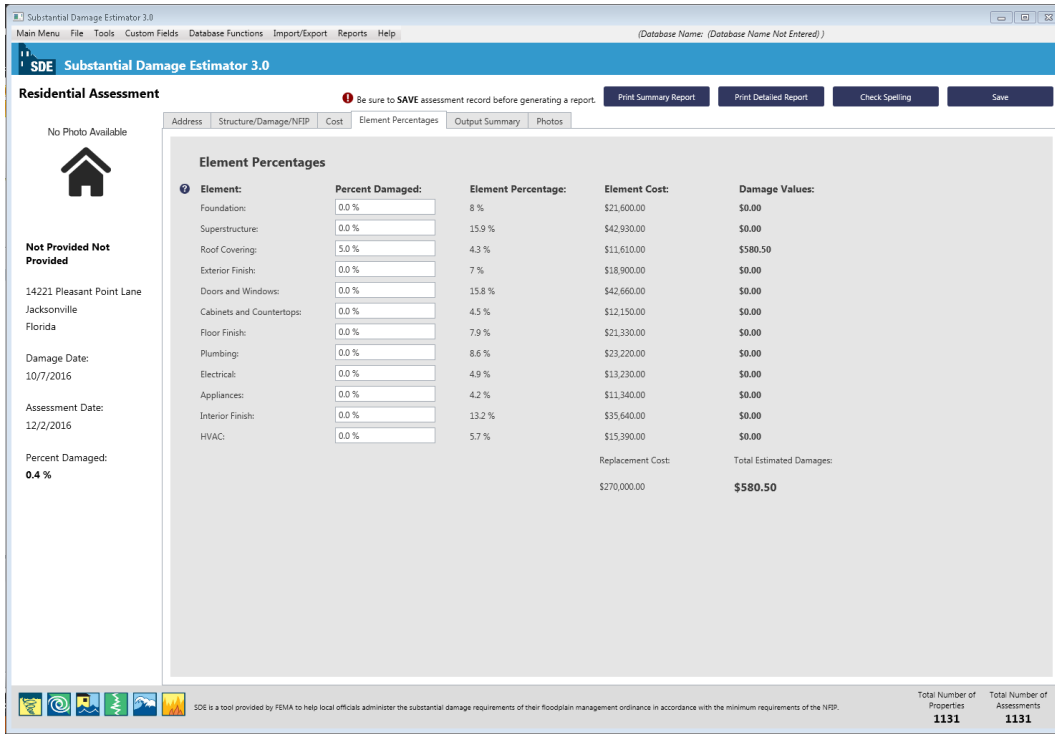 Substantial Damage Estimator 3.0
Main Menu File Tools Custom Fields Database Functions Import/Export Reports Help (Database Name: (Database Name Not Entered) )
SDE Substantial Damage Estimator 3.0
Residential Assessment
Be sure to SAVE assessment record before generating a report. Print Summary Report Print Detailed Report Check Spelling Save
Address Structure/Damage/NFIP Cost Element Percentages Output Summary Photos
No Photo Available
Not Provided Not
Provided
14221 Pleasant Point Lane
Jacksonville
Florida
Damage Date:
10/7/2016
Assessment Date:
12/2/2016
Percent Damaged:
0.4 %
Element Percentages
? Element: Percent Damaged: Element Percentage: Element Cost: Damage Values:
Foundation: 0.0 % 8 % $21,600.00 $0.00
Superstructure: 0.0 % 15.9 % $42,930.00 $0.00
Roof Covering: 5.0 % 4.3 % $11,610.00 $580.50
Exterior Finish: 0.0 % 7 % $18,900.00 $0.00
Doors and Windows: 0.0 % 15.8 % $42,660.00 $0.00
Cabinets and Countertops: 0.0 % 4.5 % $12,150.00 $0.00
Floor Finish: 0.0 % 7.9 % $21,330.00 $0.00
Plumbing: 0.0 % 8.6 % $23,220.00 $0.00
Electrical: 0.0 % 4.9 % $13,230.00 $0.00
Appliances: 0.0 % 4.2 % $11,340.00 $0.00
Interior Finish: 0.0 % 13.2 % $35,640.00 $0.00
HVAC: 0.0 % 5.7 % $15,390.00 $0.00
Replacement Cost: Total Estimated Damages:
$270,000.00 $580.50
SDE is a tool provided by FEMA to help local officials administer the substantial damage requirements of their floodplain management ordinance in accordance with the minimum requirements of the NFIP.
Total Number of Properties
1131
Total Number of Assessments
1131